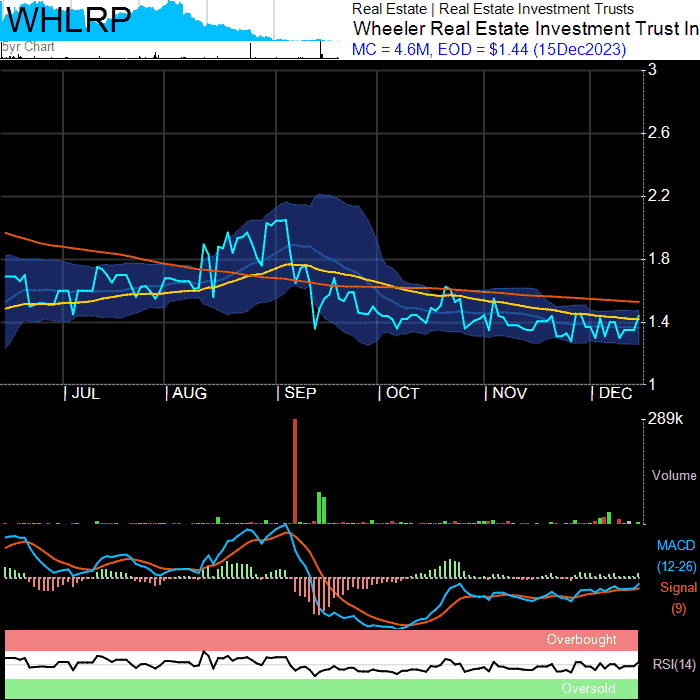 WHLRP
5yr Chart
Real Estate | Real Estate Investment Trusts
Wheeler Real Estate Investment Trust In
MC = 4.6M, EOD = $1.44 (15Dec2023)
3
2.6
2.2
1.8
1.4
1
| JUL | AUG | SEP | OCT | NOV | DEC
289k
Volume
MACD
(12-26)
Signal
(9)
Overbought
RSI(14)
Oversold